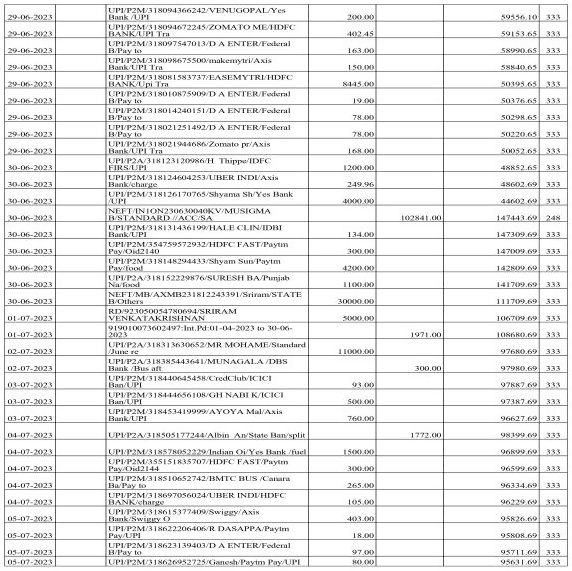 UPI/P2M/318094366242/VENUGOPAL/Yes
29-06-2023 Bank /UPI 200.00 59556.10 333
UPI/P2M/318094672245/ZOMATO ME/HDFC
29-06-2023 BANK/UPI Tra 402.45 59153.65 333
UPI/P2M/318097547013/D A ENTER/Federal
29-06-2023 B/Pay to 163.00 58990.65 333
UPI/P2M/318098675500/makemytri/Axis
29-06-2023 Bank/UPI Tra 150.00 58840.65 333
UPI/P2M/318081583737/EASEMYTRI/HDFC
29-06-2023 BANK/Upi Tra 8445.00 50395.65 333
UPI/P2M/318010875909/D A ENTER/Federal
29-06-2023 B/Pay to 19.00 50376.65 333
UPI/P2M/318014240151/D A ENTER/Federal
29-06-2023 B/Pay to 78.00 50298.65 333
UPI/P2M/318021251492/D A ENTER/Federal
29-06-2023 B/Pay to 78.00 50220.65 333
UPI/P2M/318021944686/Zomato pr/Axis
29-06-2023 Bank/UPI Tra 168.00 50052.65 333
UPI/P2A/318123120986/H Thippe/IDFC
30-06-2023 FIRS/UPI 1200.00 48852.65 333
UPI/P2M/318124604253/UBER INDI/Axis
30-06-2023 Bank/charge 249.96 48602.69 333
UPI/P2M/318126170765/Shyama Sh/Yes Bank
30-06-2023 /UPI 4000.00 44602.69 333
NEFT/IN1ON230630040KV/MUSIGMA
30-06-2023 B/STANDARD //ACC/SA 102841.00 147443.69 248
UPI/P2M/318131436199/HALE CLIN/IDBI
30-06-2023 Bank/UPI 134.00 147309.69 333
UPI/P2M/354759572932/HDFC FAST/Paytm
30-06-2023 Pay/Oid2140 300.00 147009.69 333
UPI/P2M/318148294433/Shyam Sun/Paytm
30-06-2023 Pay/food 4200.00 142809.69 333
UPI/P2A/318152229876/SURESH BA/Punjab
30-06-2023 Na/food 1100.00 141709.69 333
NEFT/MB/AXMB231812243391/Sriram/STATE
30-06-2023 B/Others 30000.00 111709.69 333
RD/923050054780694/SRIRAM
01-07-2023 VENKATAKRISHNAN 5000.00 106709.69 333
919010073602497:Int.Pd:01-04-2023 to 30-06-
01-07-2023 2023 1971.00 108680.69 333
UPI/P2A/318313630652/MR MOHAME/Standard
02-07-2023 /June re 11000.00 97680.69 333
UPI/P2A/318385443641/MUNAGALA /DBS
02-07-2023 Bank /Bus aft 300.00 97980.69 333
UPI/P2M/318440645458/CredClub/ICICI
03-07-2023 Ban/UPI 93.00 97887.69 333
UPI/P2M/318444656108/GH NABI K/ICICI
03-07-2023 Ban/UPI 500.00 97387.69 333
UPI/P2M/318453419999/AYOYA Mal/Axis
03-07-2023 Bank/UPI 760.00 96627.69 333
04-07-2023 UPI/P2A/318505177244/Albin An/State Ban/split 1772.00 98399.69 333
04-07-2023 UPI/P2M/318578052229/Indian Oi/Yes Bank /fuel 1500.00 96899.69 333
UPI/P2M/355151835707/HDFC FAST/Paytm
04-07-2023 Pay/Oid2144 300.00 96599.69 333
UPI/P2M/318510652742/BMTC BUS /Canara
04-07-2023 Ba/Pay to 265.00 96334.69 333
UPI/P2M/318697056024/UBER INDI/HDFC
04-07-2023 BANK/charge 105.00 96229.69 333
UPI/P2M/318615377409/Swiggy/Axis
05-07-2023 Bank/Swiggy O 403.00 95826.69 333
UPI/P2M/318622206406/R DASAPPA/Paytm
05-07-2023 Pay/UPI 18.00 95808.69 333
UPI/P2M/318623139403/D A ENTER/Federal
05-07-2023 B/Pay to 97.00 95711.69 333
05-07-2023 UPI/P2M/318626952725/Ganesh/Paytm Pay/UPI 80.00 95631.69 333